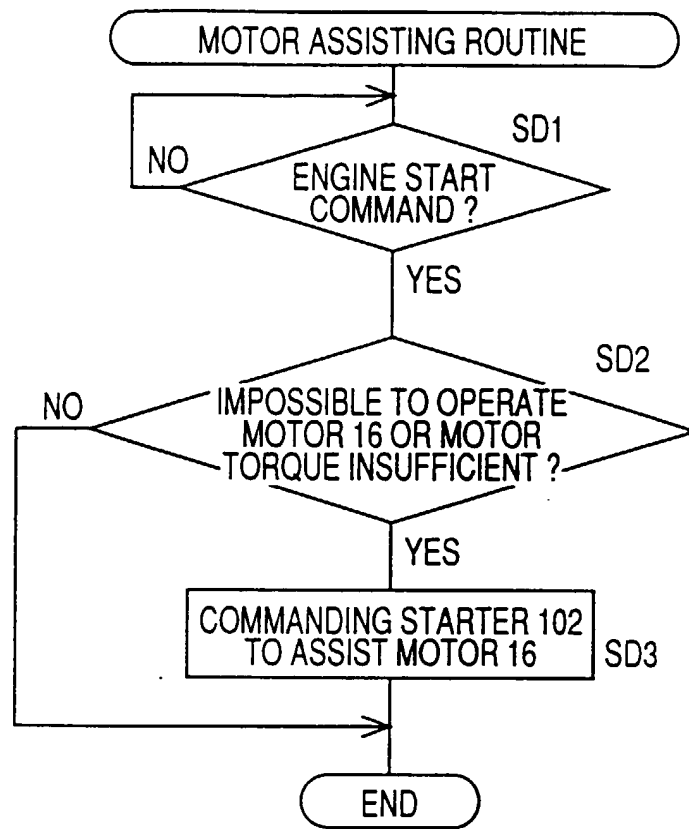 MOTOR ASSISTING ROUTINE
SD1
NO
ENGINE START
COMMAND ?
YES
SD2
NO
IMPOSSIBLE TO OPERATE
MOTOR 16 OR MOTOR
TORQUE INSUFFICIENT ?
YES
COMMANDING STARTER 102
TO ASSIST MOTOR 16
SD3
END